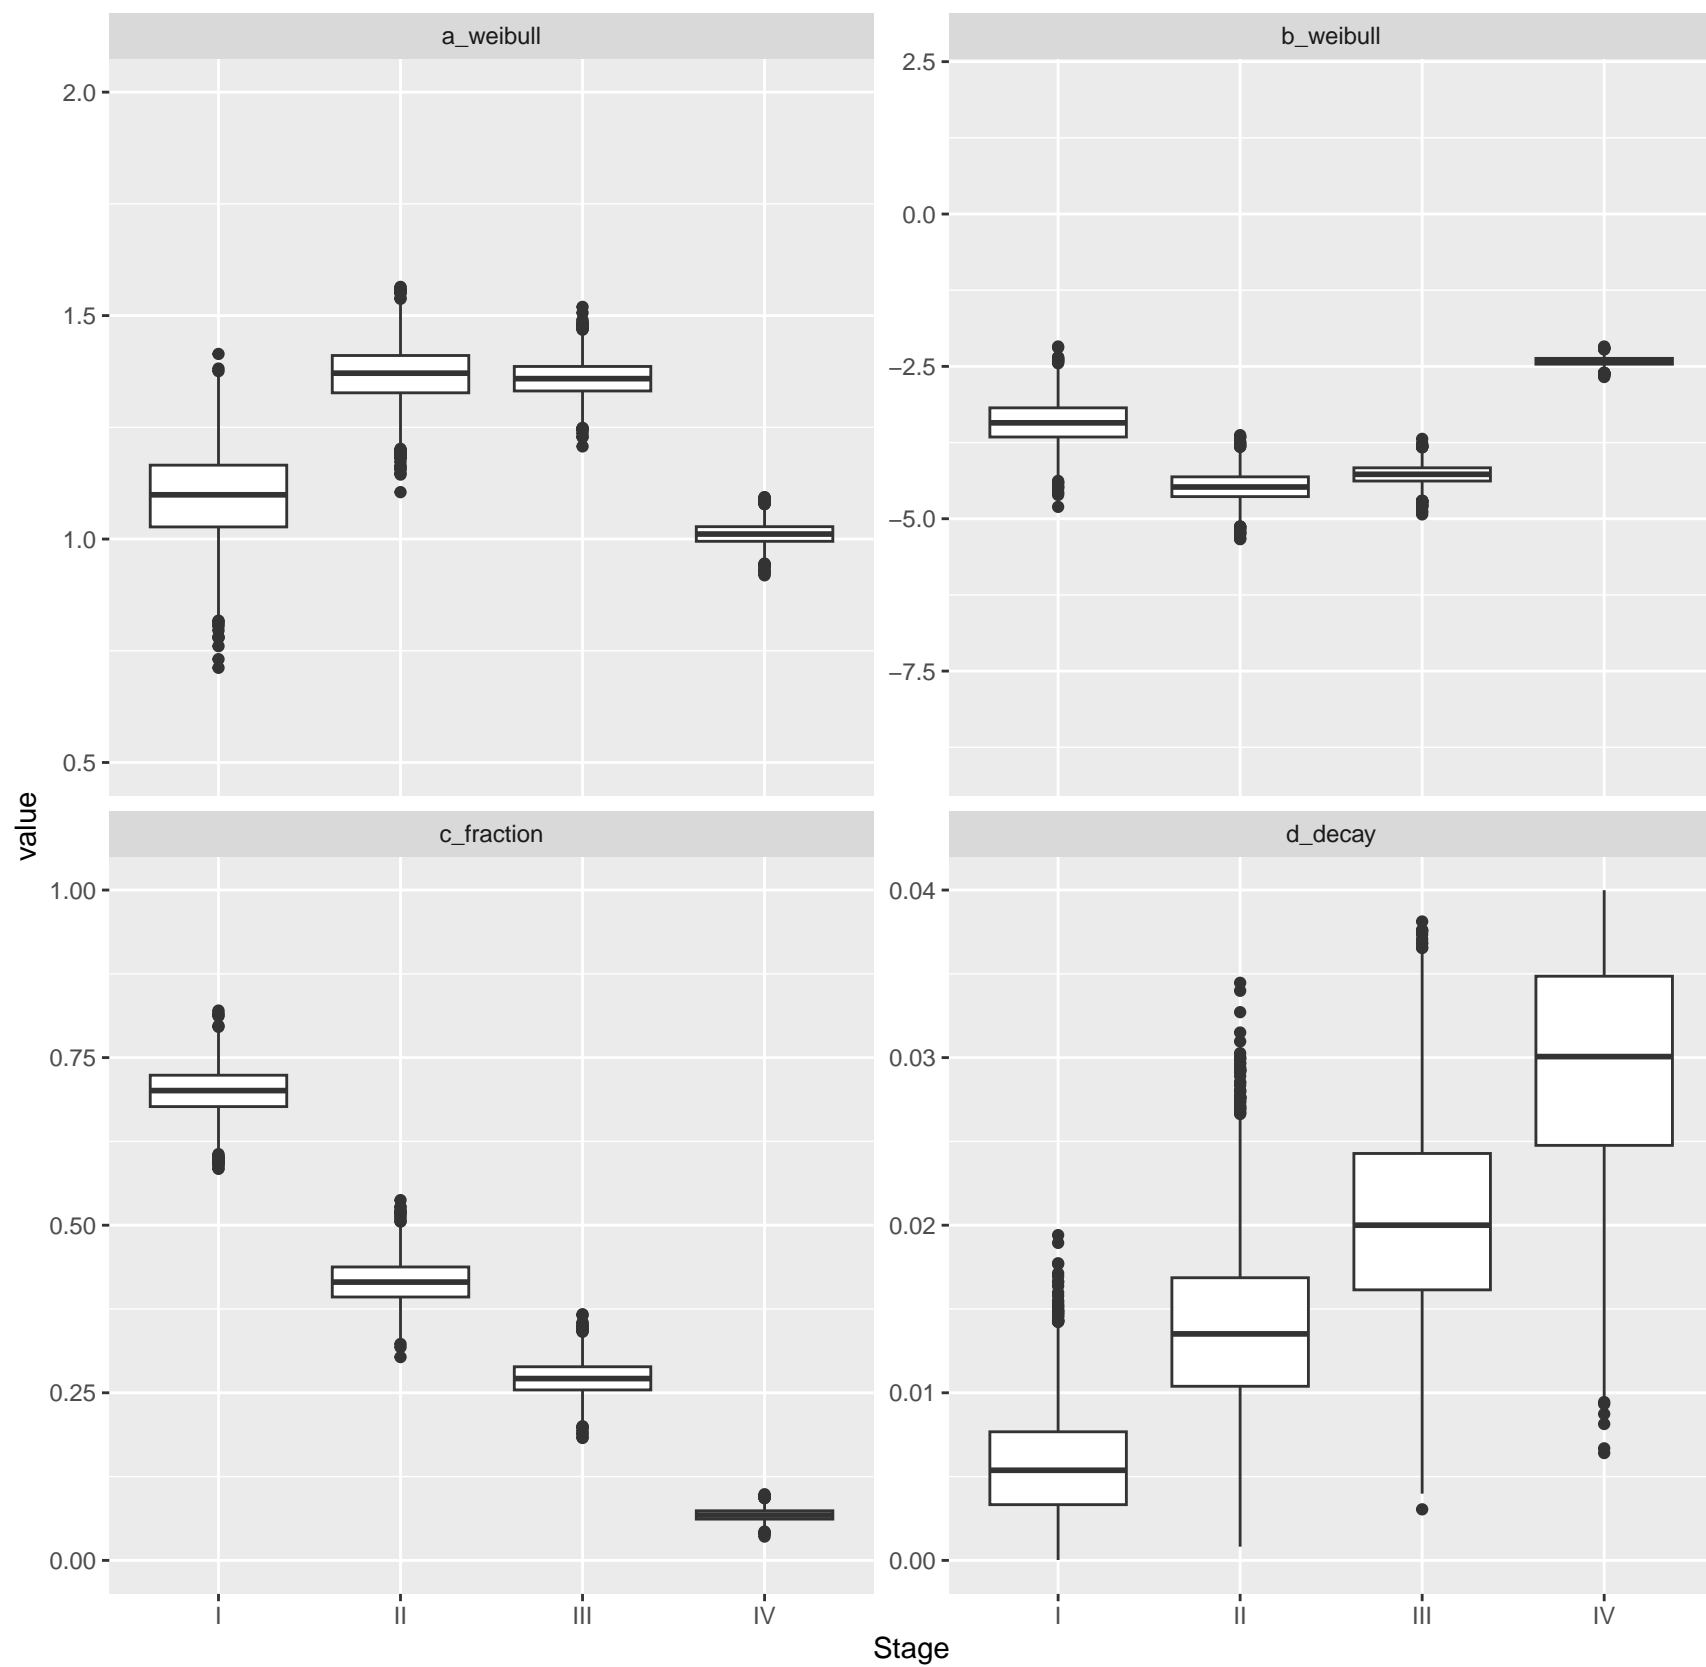 a_weibull
b_weibull
2.0
1.5
1.0
0.5
2.5
0.0
−2.5
−5.0
−7.5
value
c_fraction
d_decay
1.00
0.75
0.50
0.25
0.00
0.04
0.03
0.02
0.01
0.00
I II III IV
I II III IV
Stage